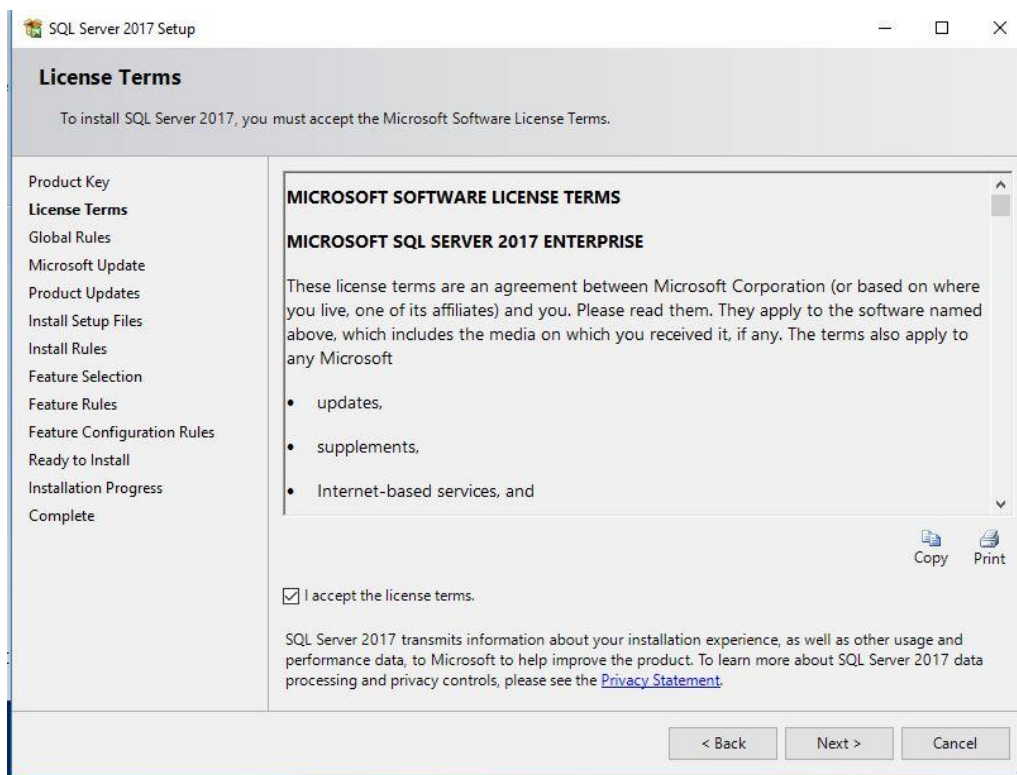 SQL Server 2017 Setup
License Terms
To install SQL Server 2017, you must accept the Microsoft Software License Terms.
Product Key
License Terms
Global Rules
Microsoft Update
Product Updates
Install Setup Files
Install Rules
Feature Selection
Feature Rules
Feature Configuration Rules
Ready to Install
Installation Progress
Complete
MICROSOFT SOFTWARE LICENSE TERMS
MICROSOFT SQL SERVER 2017 ENTERPRISE
These license terms are an agreement between Microsoft Corporation (or based on where
you live, one of its affiliates) and you. Please read them. They apply to the software named
above, which includes the media on which you received it, if any. The terms also apply to
any Microsoft
• updates,
• supplements,
• Internet-based services, and
Copy Print
I accept the license terms.
SQL Server 2017 transmits information about your installation experience, as well as other usage and
performance data, to Microsoft to help improve the product. To learn more about SQL Server 2017 data
processing and privacy controls, please see the Privacy Statement.
< Back Next > Cancel